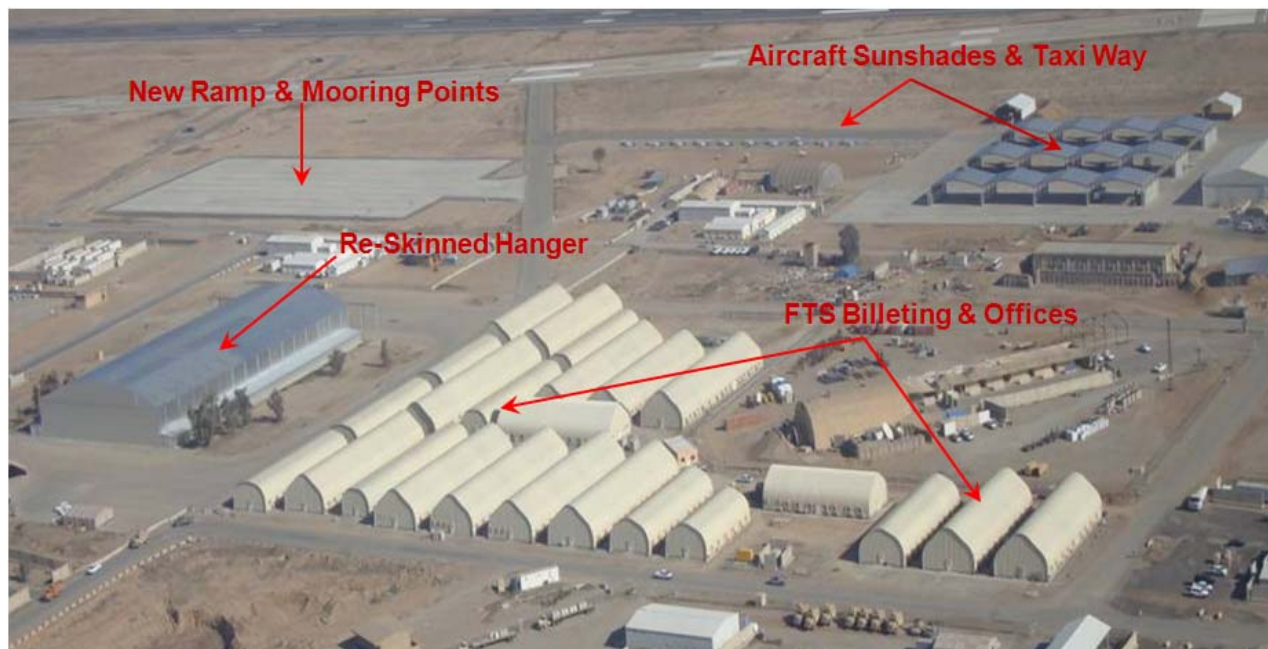 Aircraft Sunshades & Taxi Way
New Ramp & Mooring Points
Re-Skinned Hanger
FTS Billeting & Offices